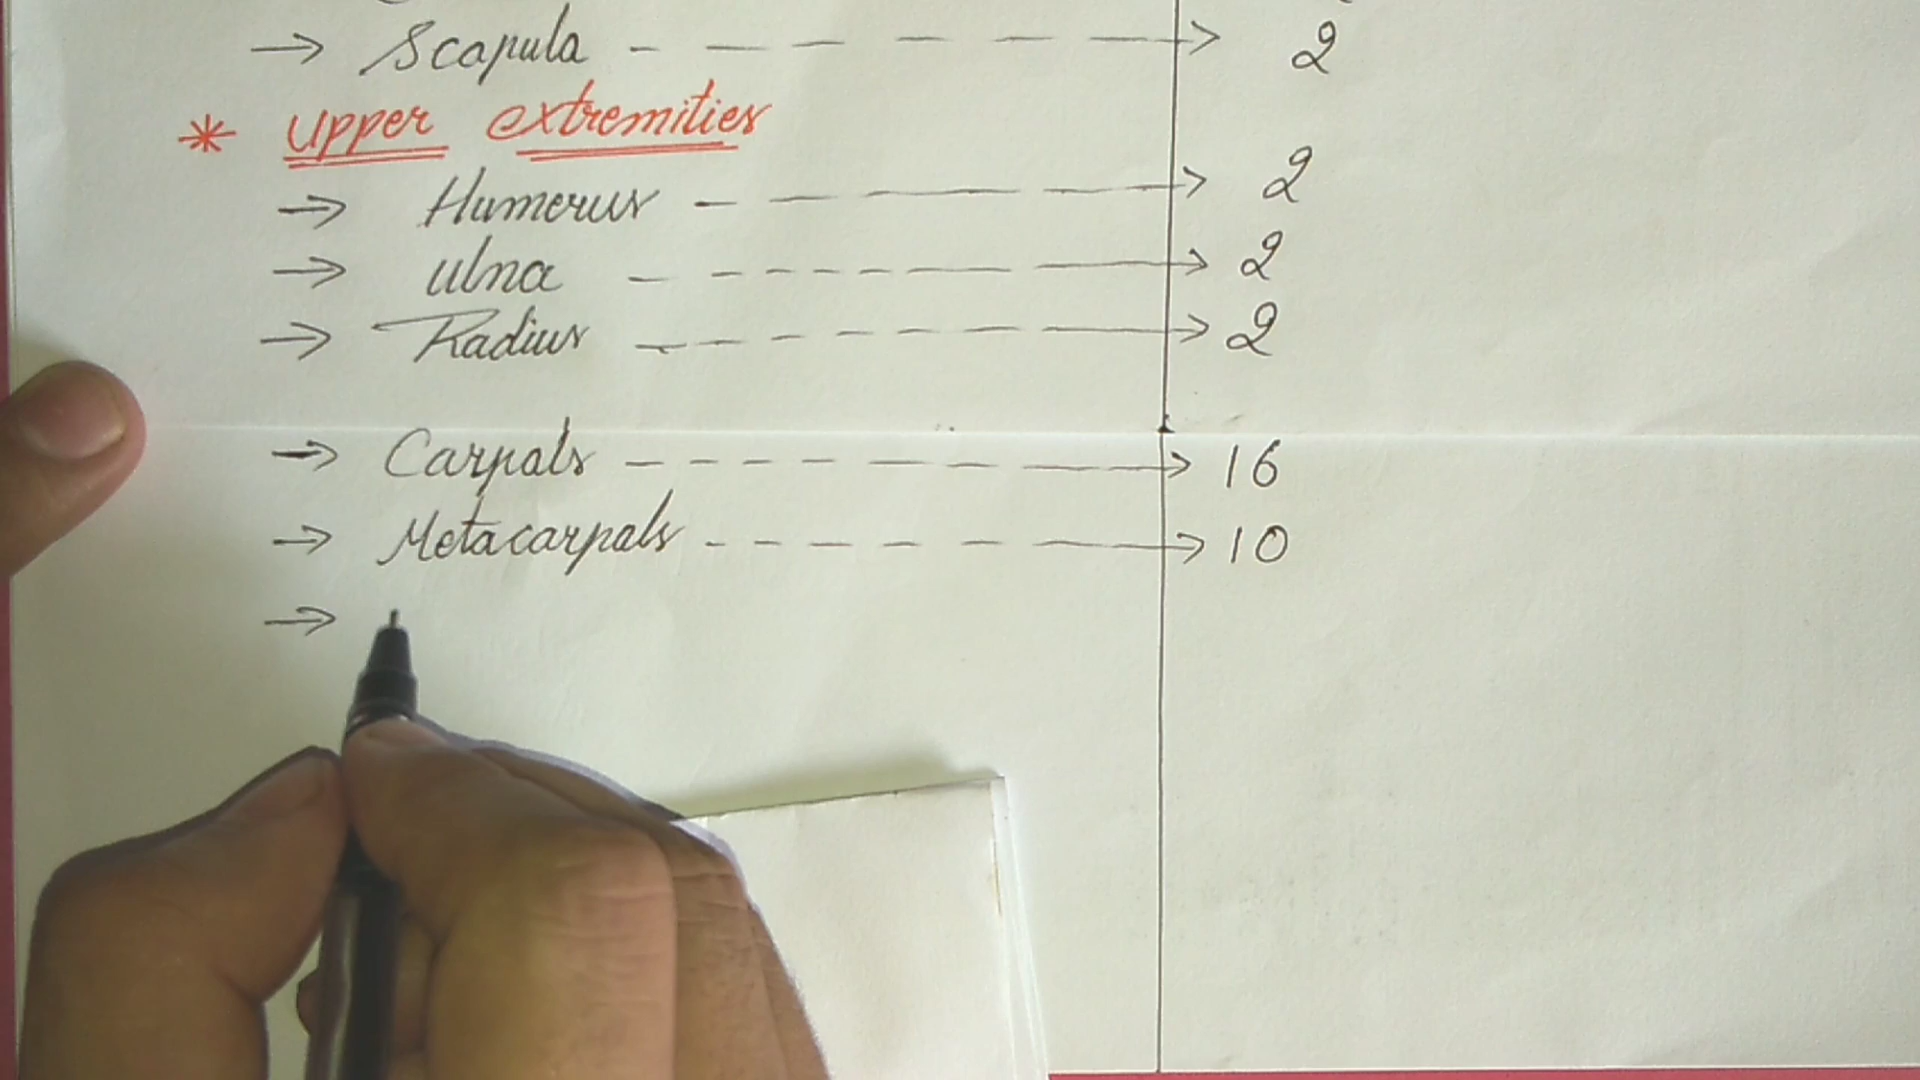 → Scapula - - - - - - → 2
* Upper extremities
→ Humerus - - - - → 2
→ Ulna - - - - - - - → 2
→ Radius - - - - - - → 2
→ Carpals - - - - - - - → 16
→ Metacarpals - - - - - - → 10
→